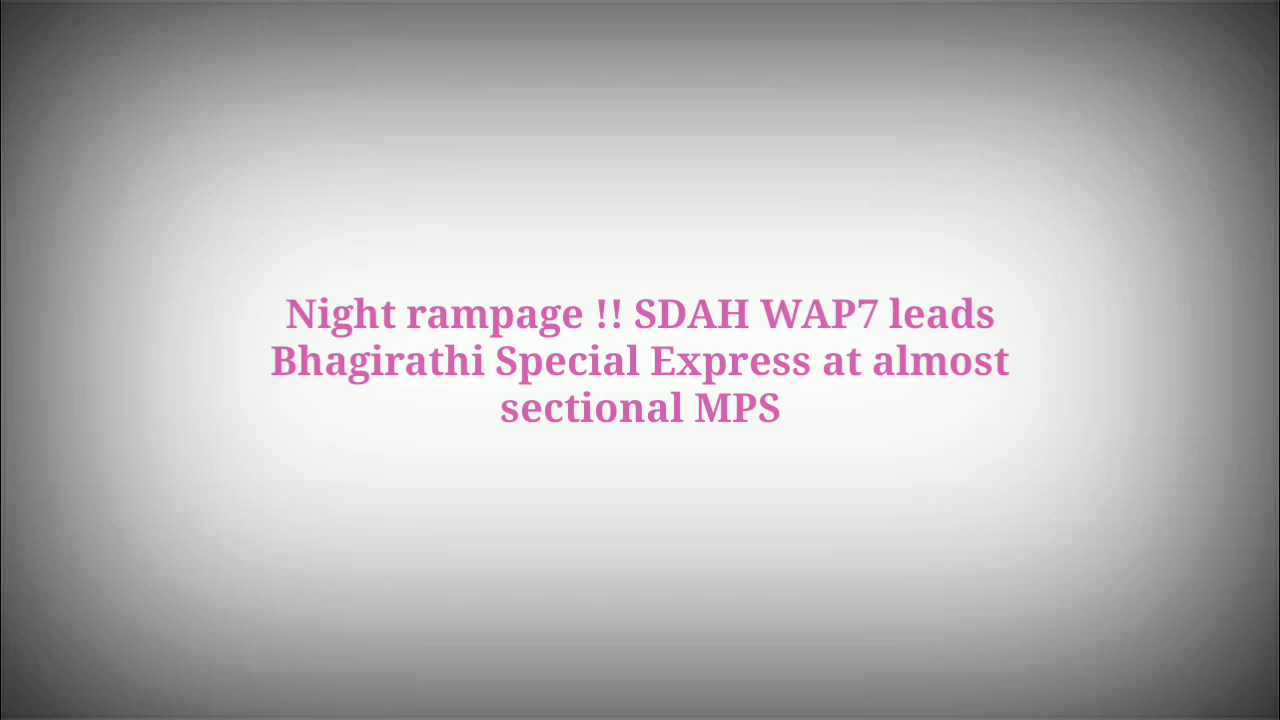 Night rampage !! SDAH WAP7 leads
Bhagirathi Special Express at almost
sectional MPS